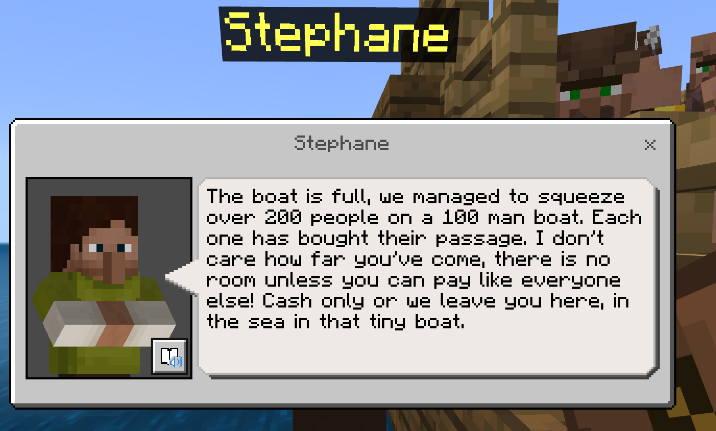 Stephane
Stephane
The boat is full, we managed to squeeze
over 200 people on a 100 man boat. Each
one has bought their passage. I don't
care how far you've come, there is no
room unless you can pay like everyone
else! Cash only or we leave you here, in
the sea in that tiny boat.